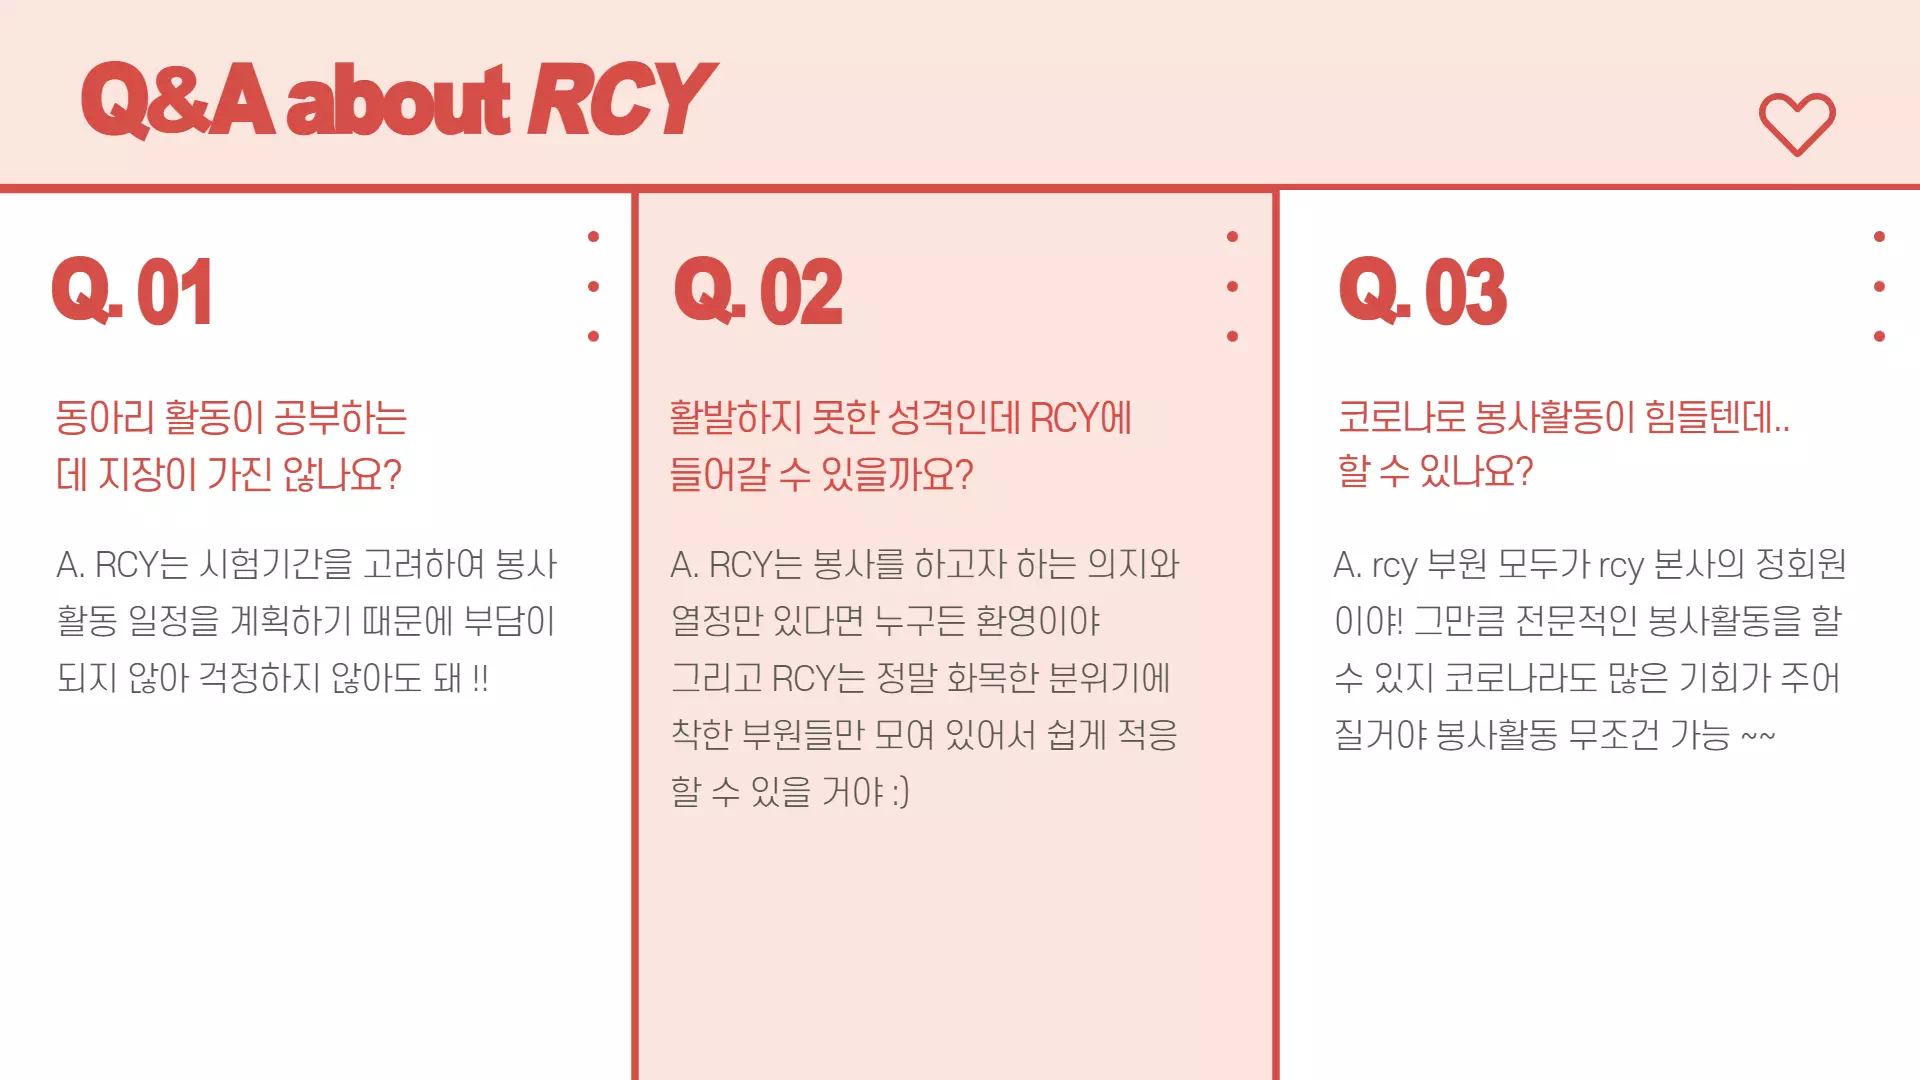 Q&A about RCY
Q. 01
동아리 활동이 공부하는
데 지장이 가진 않나요?
A. RCY는 시험기간을 고려하여 봉사
활동 일정을 계획하기 때문에 부담이
되지 않아 걱정하지 않아도 돼 !!
Q. 02
활발하지 못한 성격인데 RCY에
들어갈 수 있을까요?
A. RCY는 봉사를 하고자 하는 의지와
열정만 있다면 누구든 환영이야
그리고 RCY는 정말 화목한 분위기에
착한 부원들만 모여 있어서 쉽게 적응
할 수 있을 거야 :)
Q. 03
코로나로 봉사활동이 힘들텐데..
할 수 있나요?
A. rcy 부원 모두가 rcy 본사의 정회원
이야! 그만큼 전문적인 봉사활동을 할
수 있지 코로나라도 많은 기회가 주어
질거야 봉사활동 무조건 가능 ~~